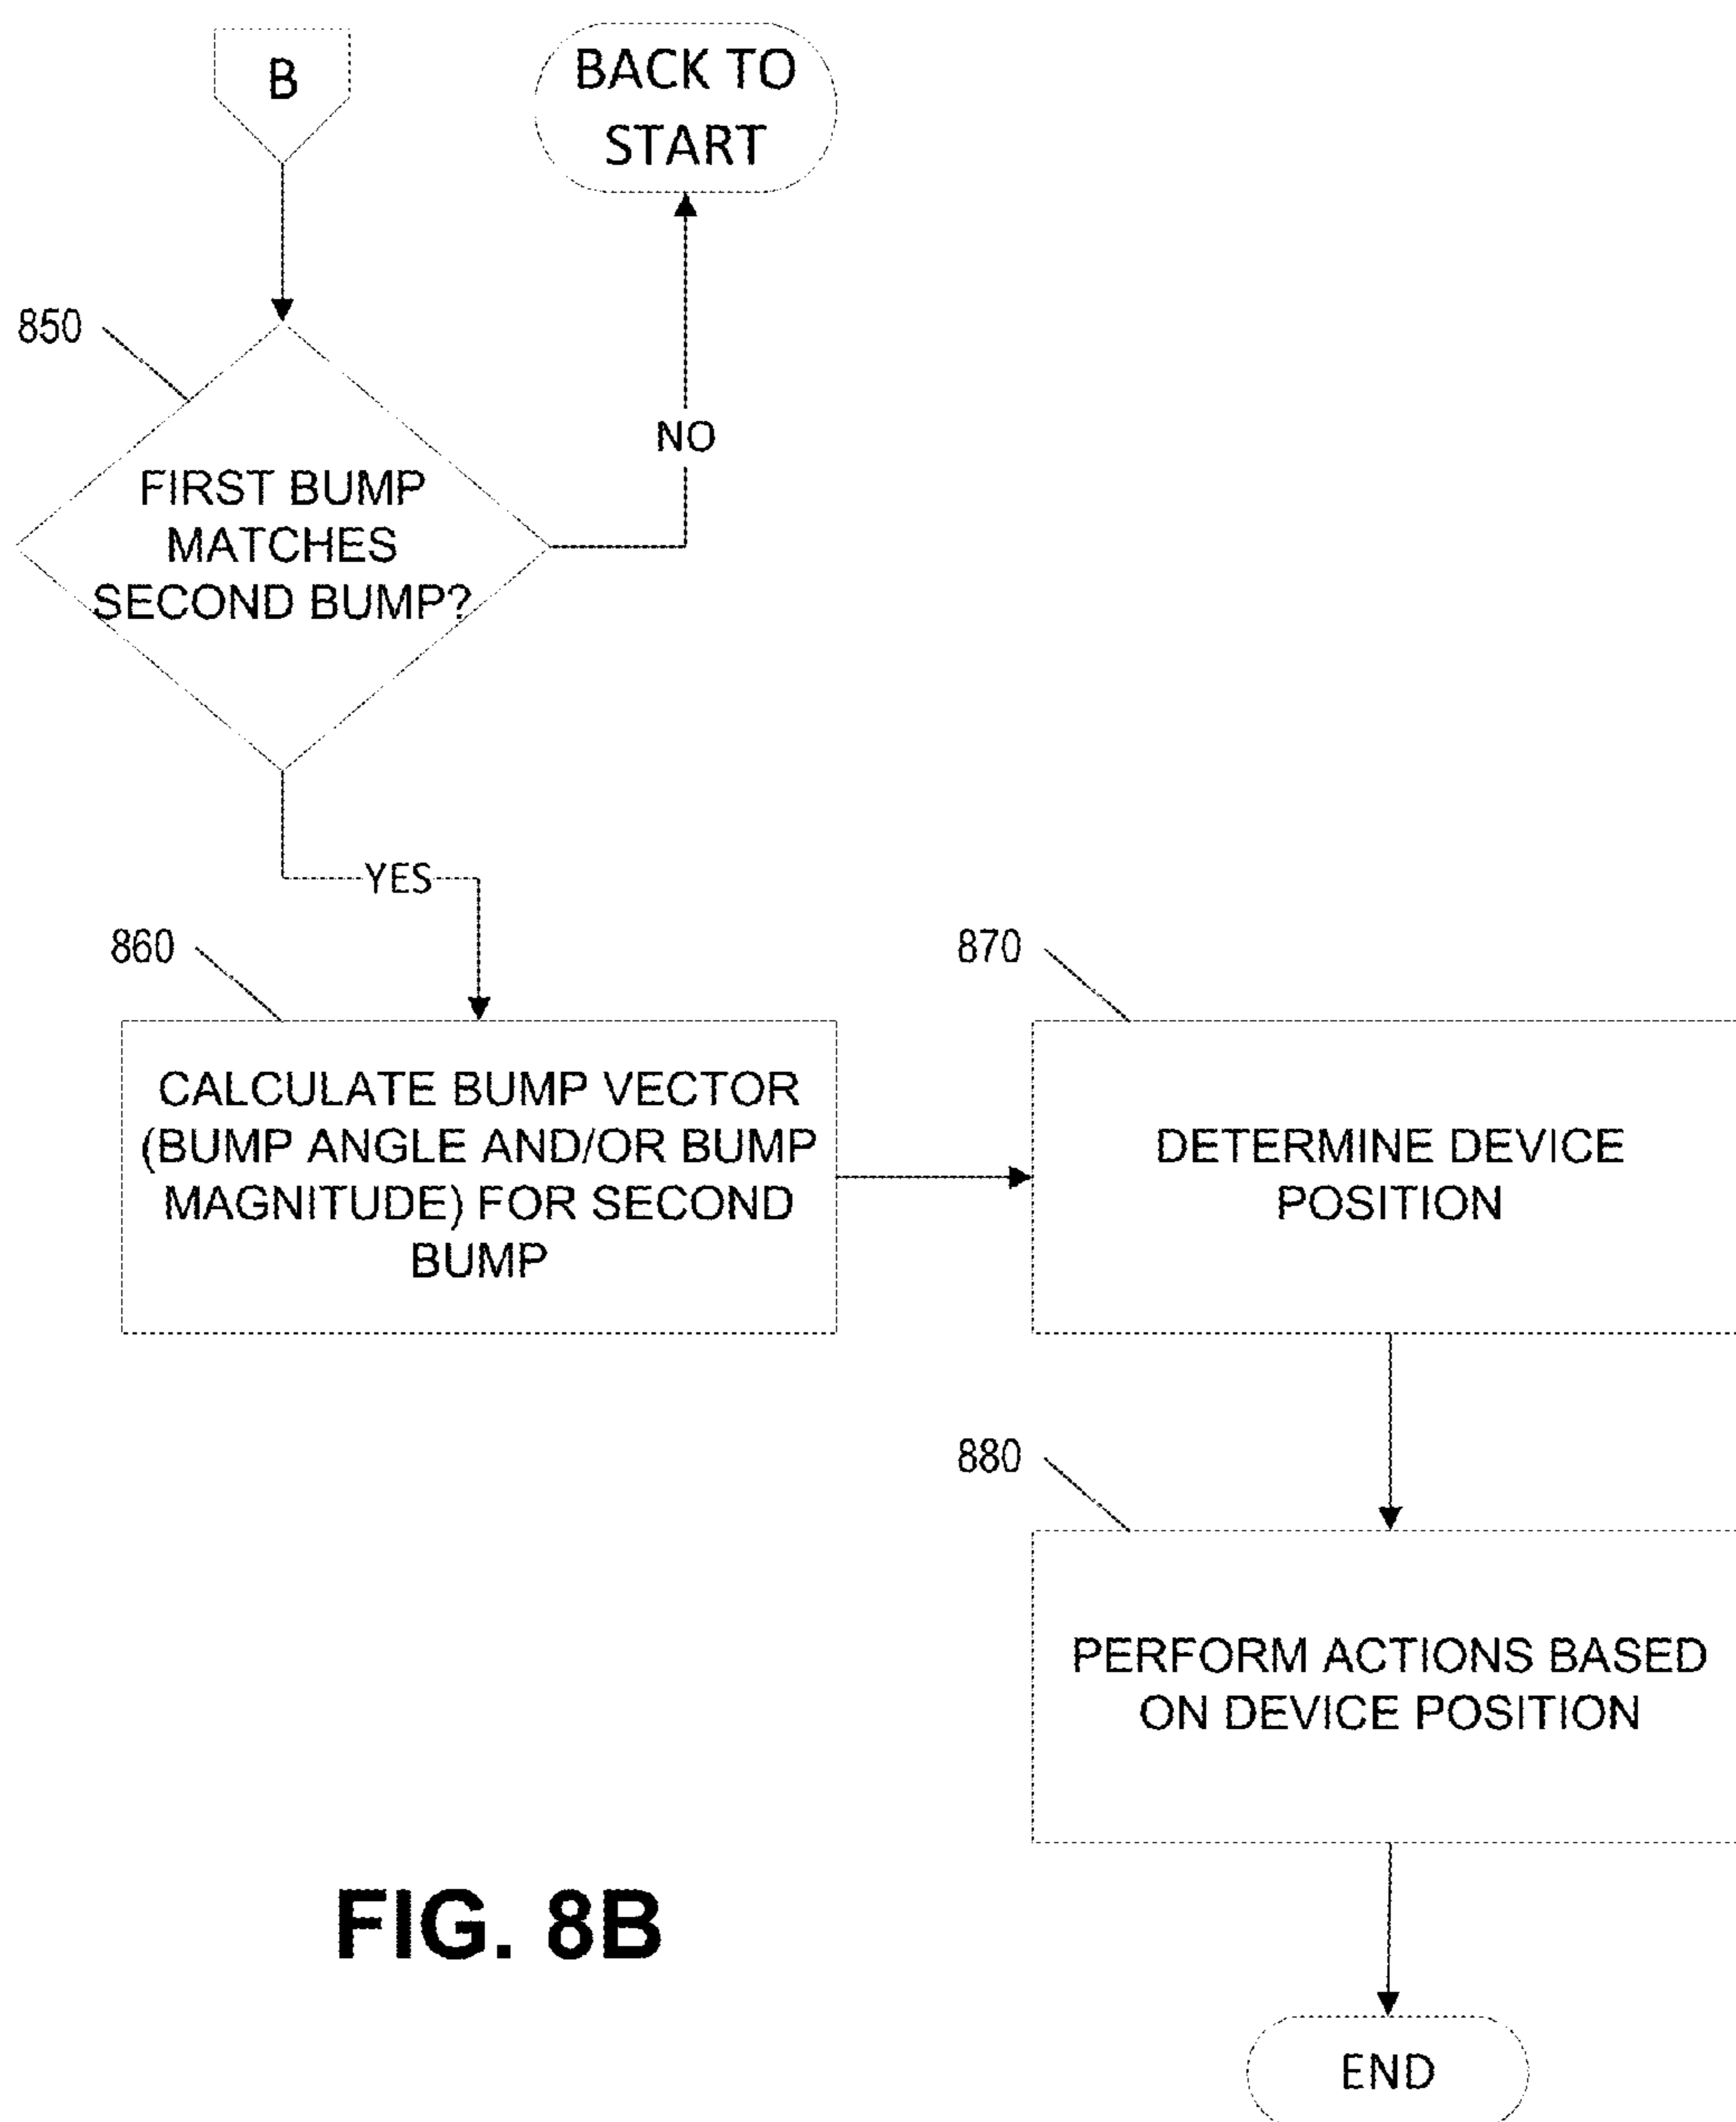 B
BACK TO
START
850
FIRST BUMP
MATCHES
SECOND BUMP?
NO
YES
860
CALCULATE BUMP VECTOR
(BUMP ANGLE AND/OR BUMP
MAGNITUDE) FOR SECOND
BUMP
870
DETERMINE DEVICE
POSITION
880
PERFORM ACTIONS BASED
ON DEVICE POSITION
END
FIG. 8B